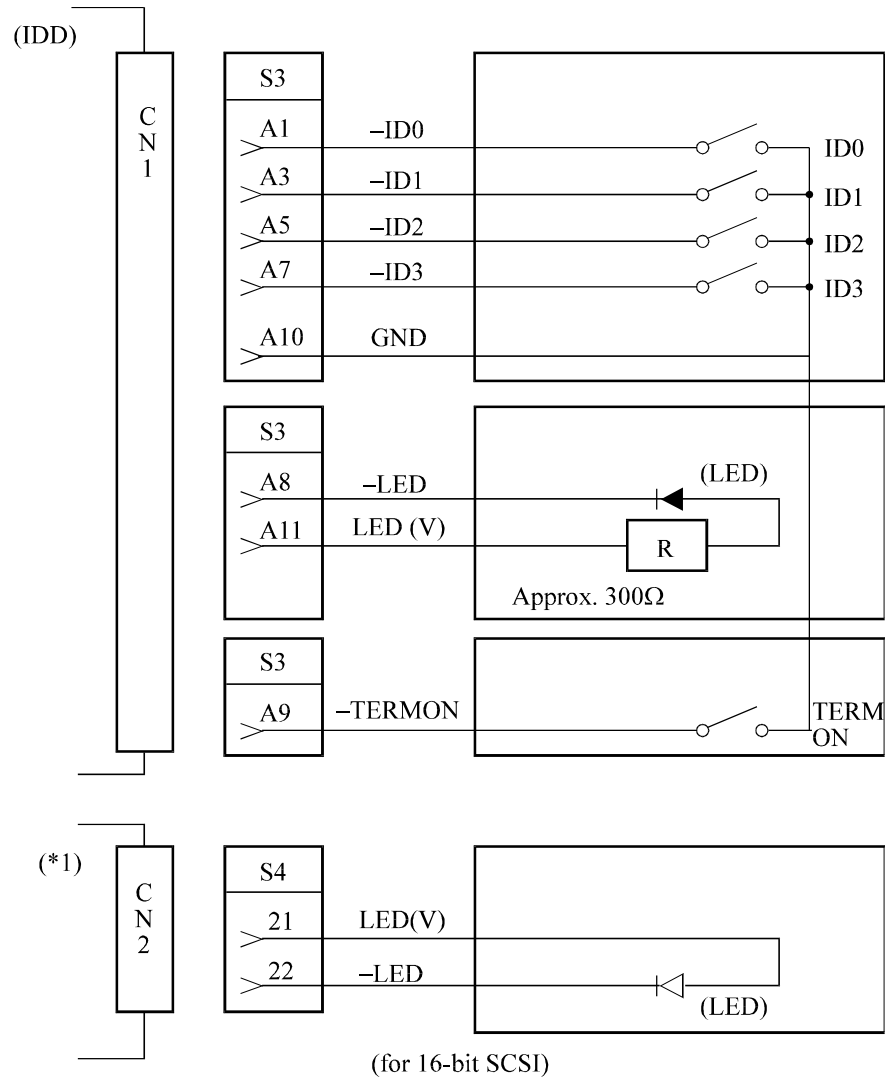 (IDD)
CN1
S3
A1 –ID0 ID0
A3 –ID1 ID1
A5 –ID2 ID2
A7 –ID3 ID3
A10 GND
S3
A8 –LED (LED)
A11 LED (V) R
Approx. 300Ω
S3
A9 –TERMON TERM
ON
(*1)
CN2
S4
21 LED(V)
22 –LED
(LED)
(for 16-bit SCSI)